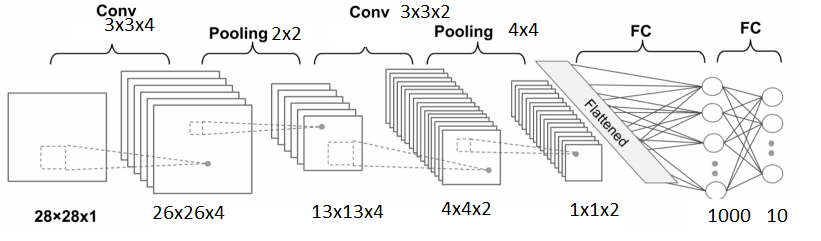 Conv
3x3x4
Pooling 2x2
Conv 3x3x2
Pooling 4x4
FC
FC
Flattened
28×28x1
26x26x4
13x13x4
4x4x2
1x1x2
1000
10